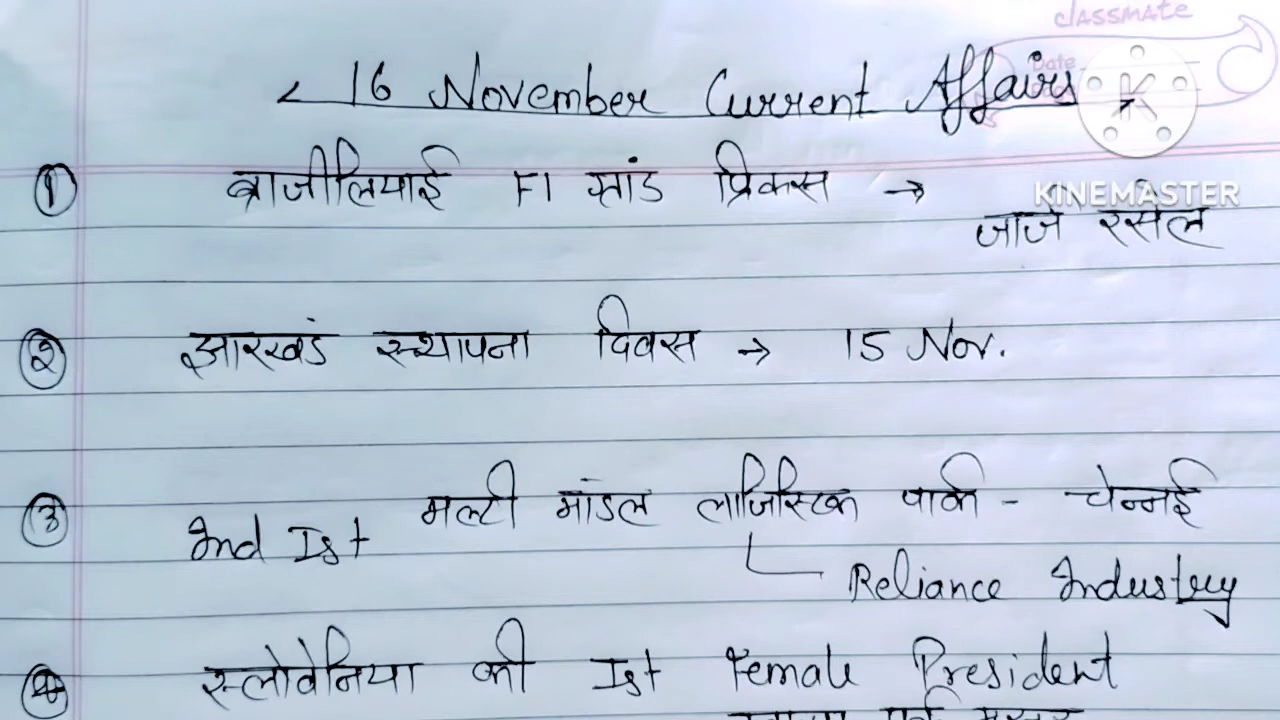 classmate
Date
16 November Current Affairs
① ब्राजीलियाई F1 ग्रांड प्रिक्स →
KINEMASTER
जार्ज रसेल
② झारखंड स्थापना दिवस → 15 Nov.
③ Ind Ist मल्टी मॉडल लाजिस्टिक पार्क - चेन्नई
Reliance Industry
④ स्लोवेनिया की Ist Female President